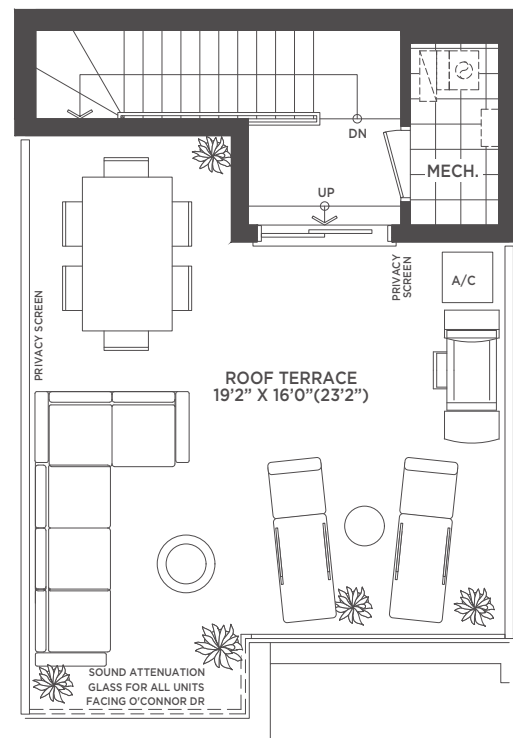 DN
MECH.
UP
PRIVACY
SCREEN
A/C
PRIVACY SCREEN
ROOF TERRACE
19'2” X 16'0”(23'2”)
SOUND ATTENUATION
GLASS FOR ALL UNITS
FACING O'CONNOR DR